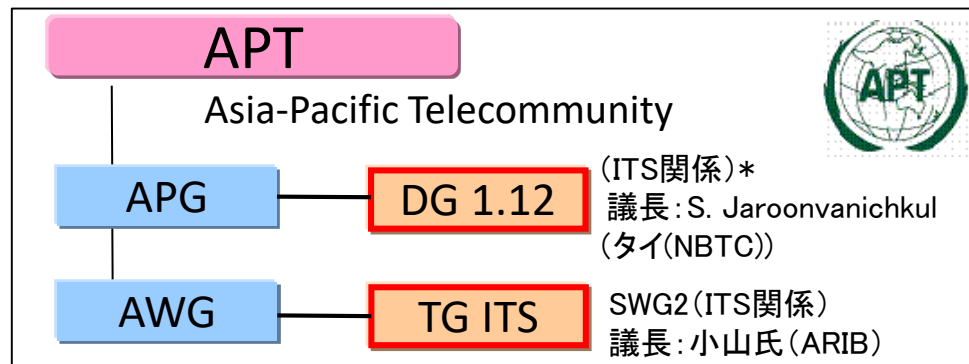 APT
APT
Asia-Pacific Telecommunity
APG
DG 1.12
(ITS関係)*
議長：S. Jaroonvanichkul
(タイ(NBTC))
AWG
TG ITS
SWG2(ITS関係)
議長：小山氏(ARIB)